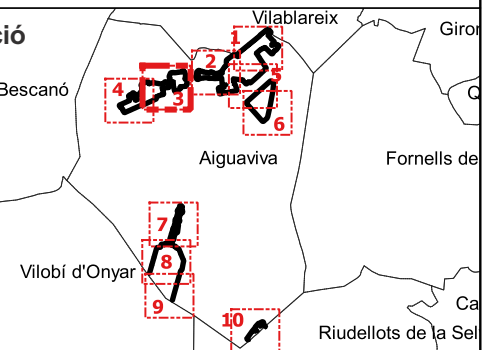 ció
Vilablareix
Giron
Bescanó
1
2
3
4
5
6
Aiguaviva
Fornells de
7
8
9
10
Vilobí d'Onyar
Ca
Riudellots de la Sel